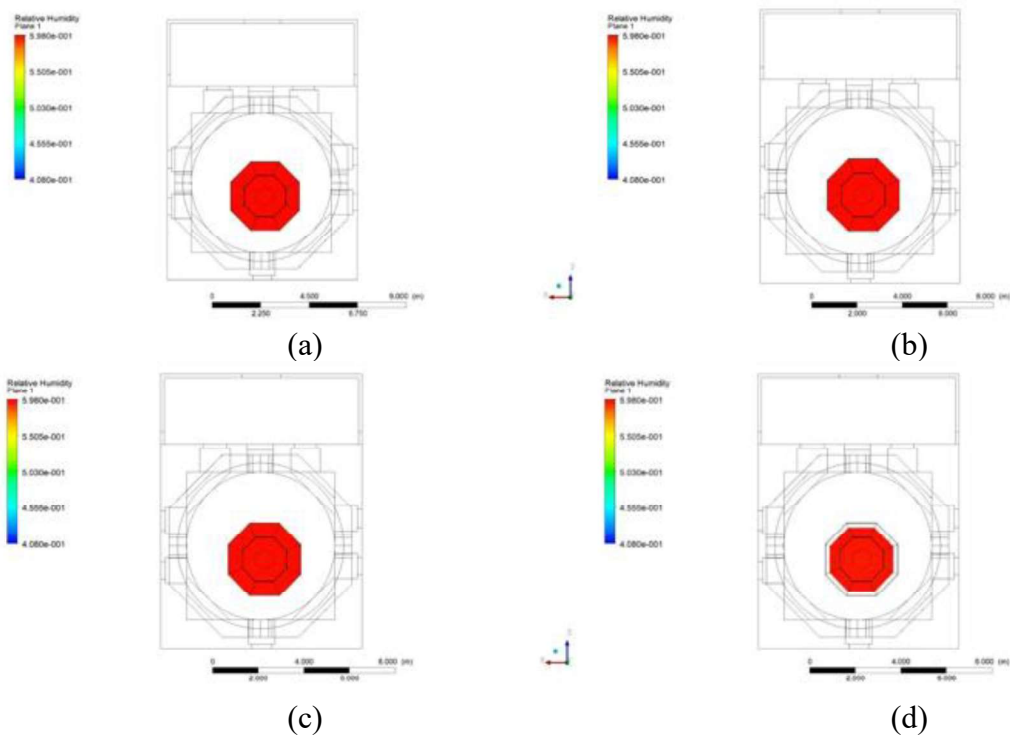 Relative Humidity
Plane 1
5.980e-001
5.505e-001
5.030e-001
4.555e-001
4.080e-001
0 4.500 9.000 (m)
2.250 6.750
(a)
Relative Humidity
Plane 1
5.980e-001
5.505e-001
5.030e-001
4.555e-001
4.080e-001
0 4.000 8.000 (m)
2.000 6.000
(b)
Relative Humidity
Plane 1
5.980e-001
5.505e-001
5.030e-001
4.555e-001
4.080e-001
0 4.000 8.000 (m)
2.000 6.000
(c)
Relative Humidity
Plane 1
5.980e-001
5.505e-001
5.030e-001
4.555e-001
4.080e-001
0 4.000 8.000 (m)
2.000 6.000
(d)